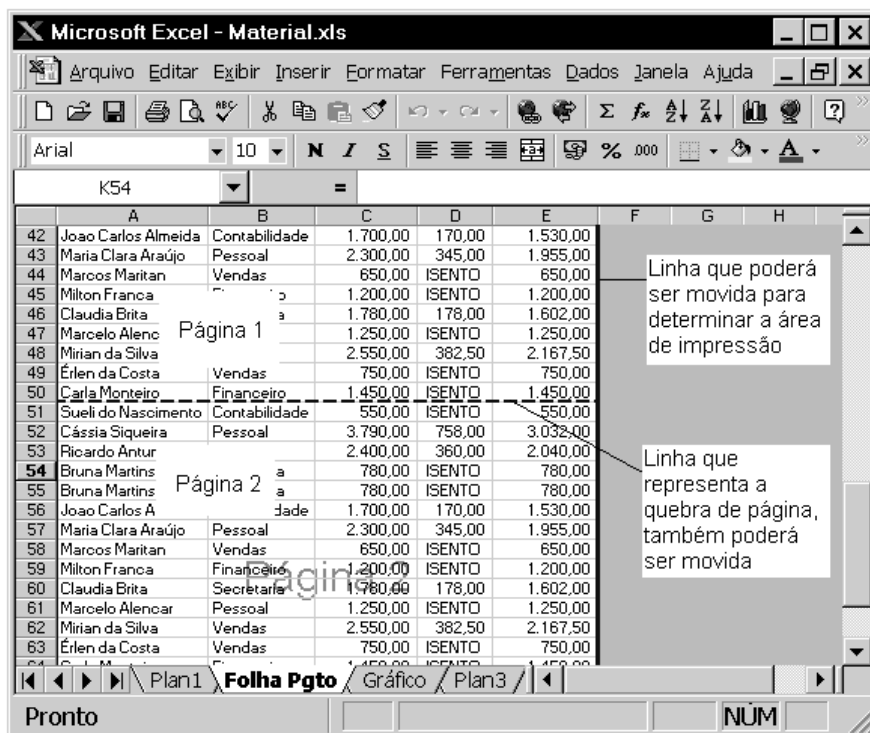 Microsoft Excel - Material.xls
Arquivo Editar Exibir Inserir Formatar Ferramentas Dados Janela Ajuda
ABC
Σ fx A Z Z A ?
Arial 10 N I S a % .000 A
K54 =
A B C D E F G H
42 Joao Carlos Almeida Contabilidade 1.700,00 170,00 1.530,00
43 Maria Clara Araújo Pessoal 2.300,00 345,00 1.955,00
44 Marcos Maritan Vendas 650,00 ISENTO 650,00
45 Milton Franca 1.200,00 ISENTO 1.200,00
46 Claudia Brita a 1.780,00 178,00 1.602,00
47 Marcelo Alenc 1.250,00 ISENTO 1.250,00
48 Mirian da Silva 2.550,00 382,50 2.167,50
49 Érlen da Costa Vendas 750,00 ISENTO 750,00
50 Carla Monteiro Financeiro 1.450,00 ISENTO 1.450,00
51 Sueli do Nascimento Contabilidade 550,00 ISENTO 550,00
52 Cássia Siqueira Pessoal 3.790,00 758,00 3.032,00
53 Ricardo Antur 2.400,00 360,00 2.040,00
54 Bruna Martins a 780,00 ISENTO 780,00
55 Bruna Martins a 780,00 ISENTO 780,00
56 Joao Carlos A dade 1.700,00 170,00 1.530,00
57 Maria Clara Araújo Pessoal 2.300,00 345,00 1.955,00
58 Marcos Maritan Vendas 650,00 ISENTO 650,00
59 Milton Franca Financeiro 1.200,00 ISENTO 1.200,00
60 Claudia Brita Secretaria 1.780,00 178,00 1.602,00
61 Marcelo Alencar Pessoal 1.250,00 ISENTO 1.250,00
62 Mirian da Silva Vendas 2.550,00 382,50 2.167,50
63 Érlen da Costa Vendas 750,00 ISENTO 750,00
Página 1
Página 2
Página 2
Linha que poderá
ser movida para
determinar a área
de impressão
Linha que
representa a
quebra de página,
também poderá
ser movida
Plan1 Folha Pgto Gráfico Plan3
Pronto NÚM